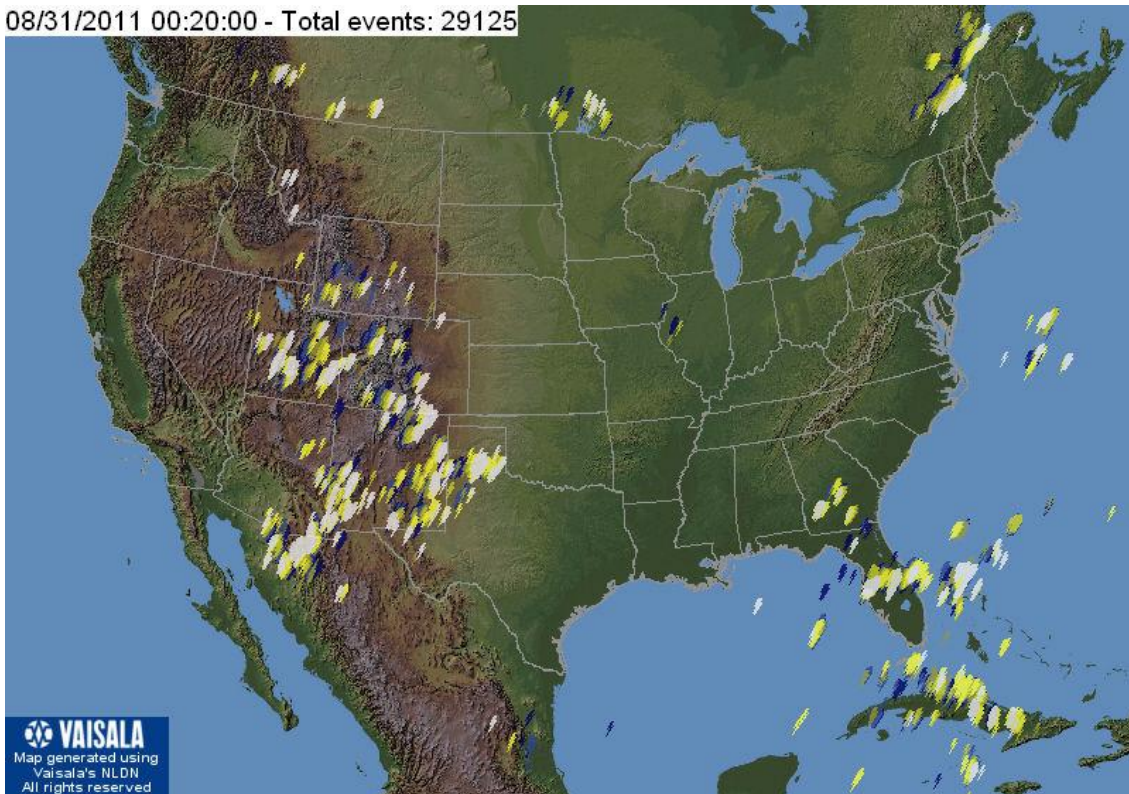 08/31/2011 00:20:00 - Total events: 29125
VAISALA
Map generated using
Vaisala's NLDN
All rights reserved